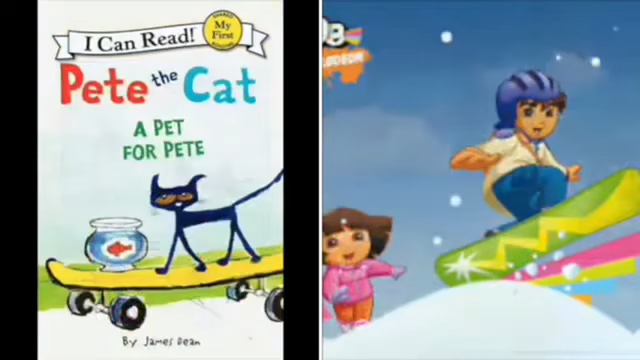 I Can Read!
My
First
Pete the Cat
A PET
FOR PETE
By James Dean